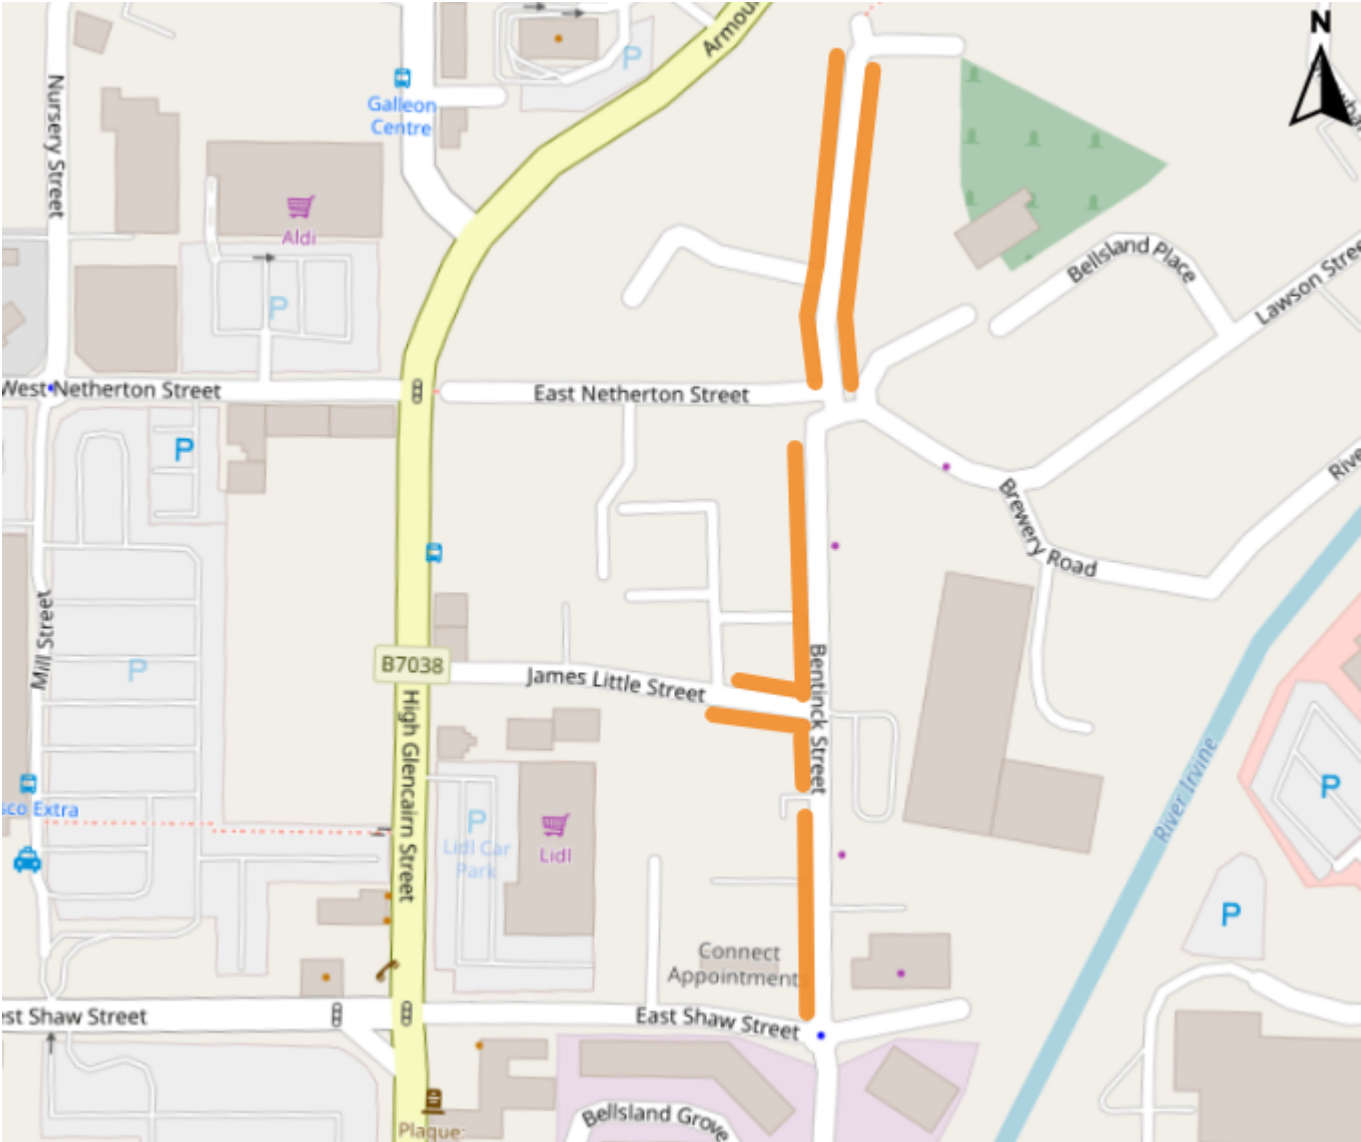 N
Armou
P
Galleon
Centre
Nursery Street
Aldi
P
Bellsland Place
Lawson Stree
West Netherton Street
East Netherton Street
P
Rive
Brewery Road
Mill Street
P
B7038
James Little Street
Bentinck Street
High Glencairn Street
River Irvine
P
sco Extra
P
Lidl Car
Park
Lidl
P
Connect
Appointments
est Shaw Street
East Shaw Street
Bellsland Grove
Plaque: